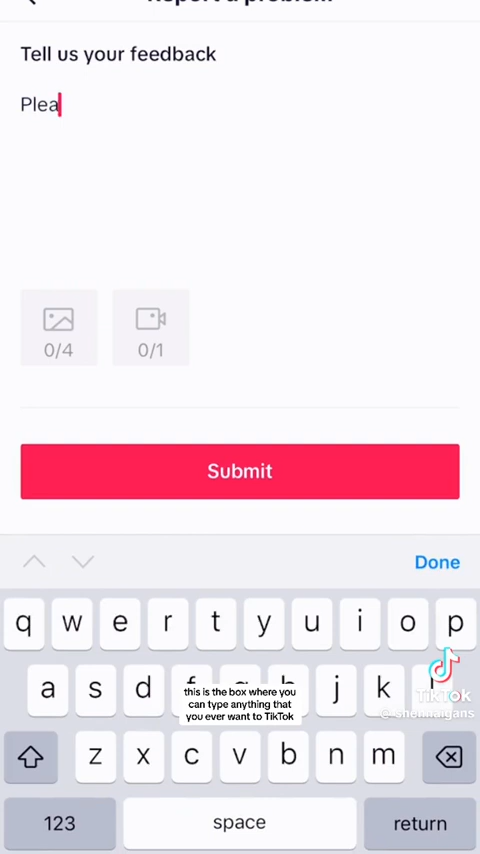 Tell us your feedback
Plea
0/4 0/1
Submit
Done
q w e r t y u i o p
a s d j k
this is the box where you
can type anything that
you ever want to TikTok
TikTok
z x c v b n m
123 space return